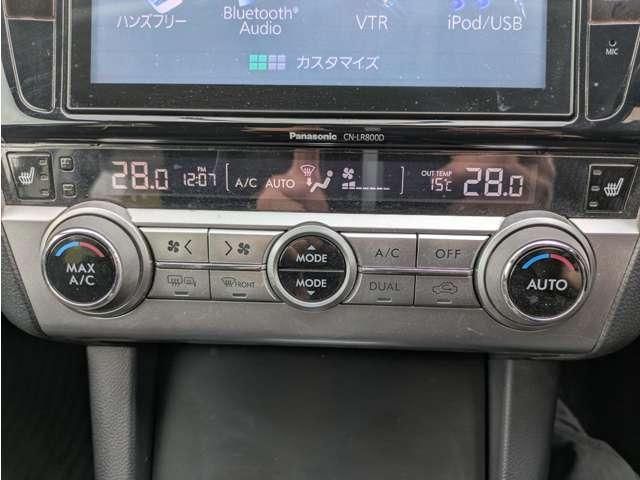 ハンズフリー
Bluetooth® Audio
VTR
iPod/USB
カスタマイズ
MIC
Panasonic CN-LR800D
28.0 PM 12:07 A/C AUTO OUT TEMP 15℃ 28.0
MAX A/C
MODE
MODE
A/C
OFF
FRONT
DUAL
AUTO